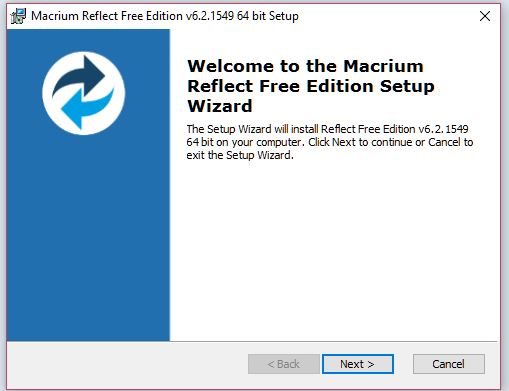 Macrium Reflect Free Edition v6.2.1549 64 bit Setup
Welcome to the Macrium
Reflect Free Edition Setup
Wizard
The Setup Wizard will install Reflect Free Edition v6.2.1549
64 bit on your computer. Click Next to continue or Cancel to
exit the Setup Wizard.
< Back Next > Cancel